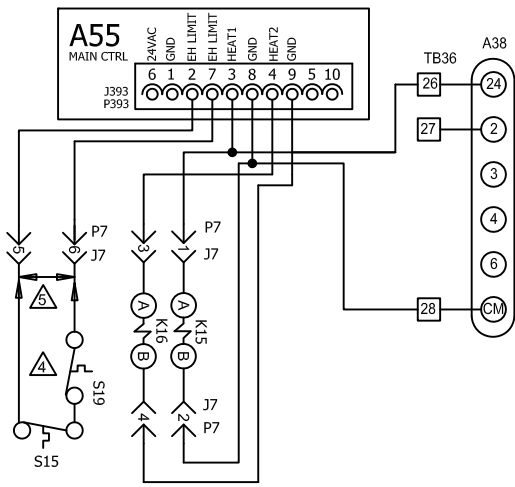 A55
MAIN CTRL
24VAC
GND
EH LIMIT
EH LIMIT
HEAT1
GND
HEAT2
GND
6 1 2 7 3 8 4 9 5 10
J393
P393
TB36
A38
26
24
27
2
3
4
6
28
CM
5
6
P7
J7
3
1
P7
J7
5
4
S19
S15
A
B
K16
A
B
K15
4
2
J7
P7